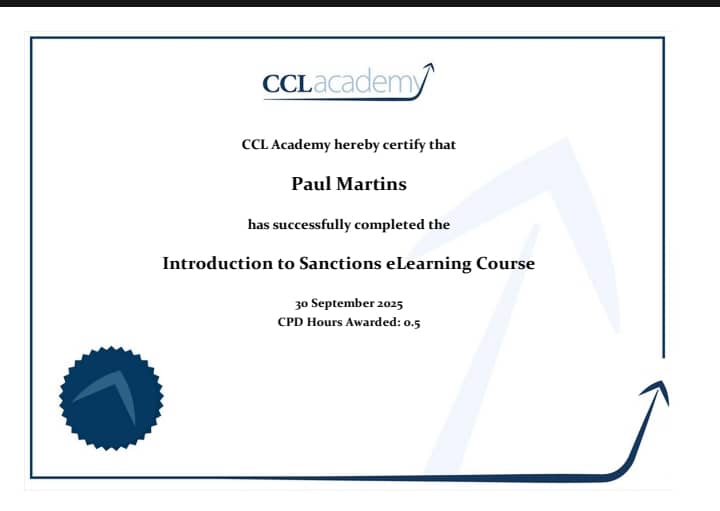 CCLacademy
CCL Academy hereby certify that
Paul Martins
has successfully completed the
Introduction to Sanctions eLearning Course
30 September 2025
CPD Hours Awarded: 0.5